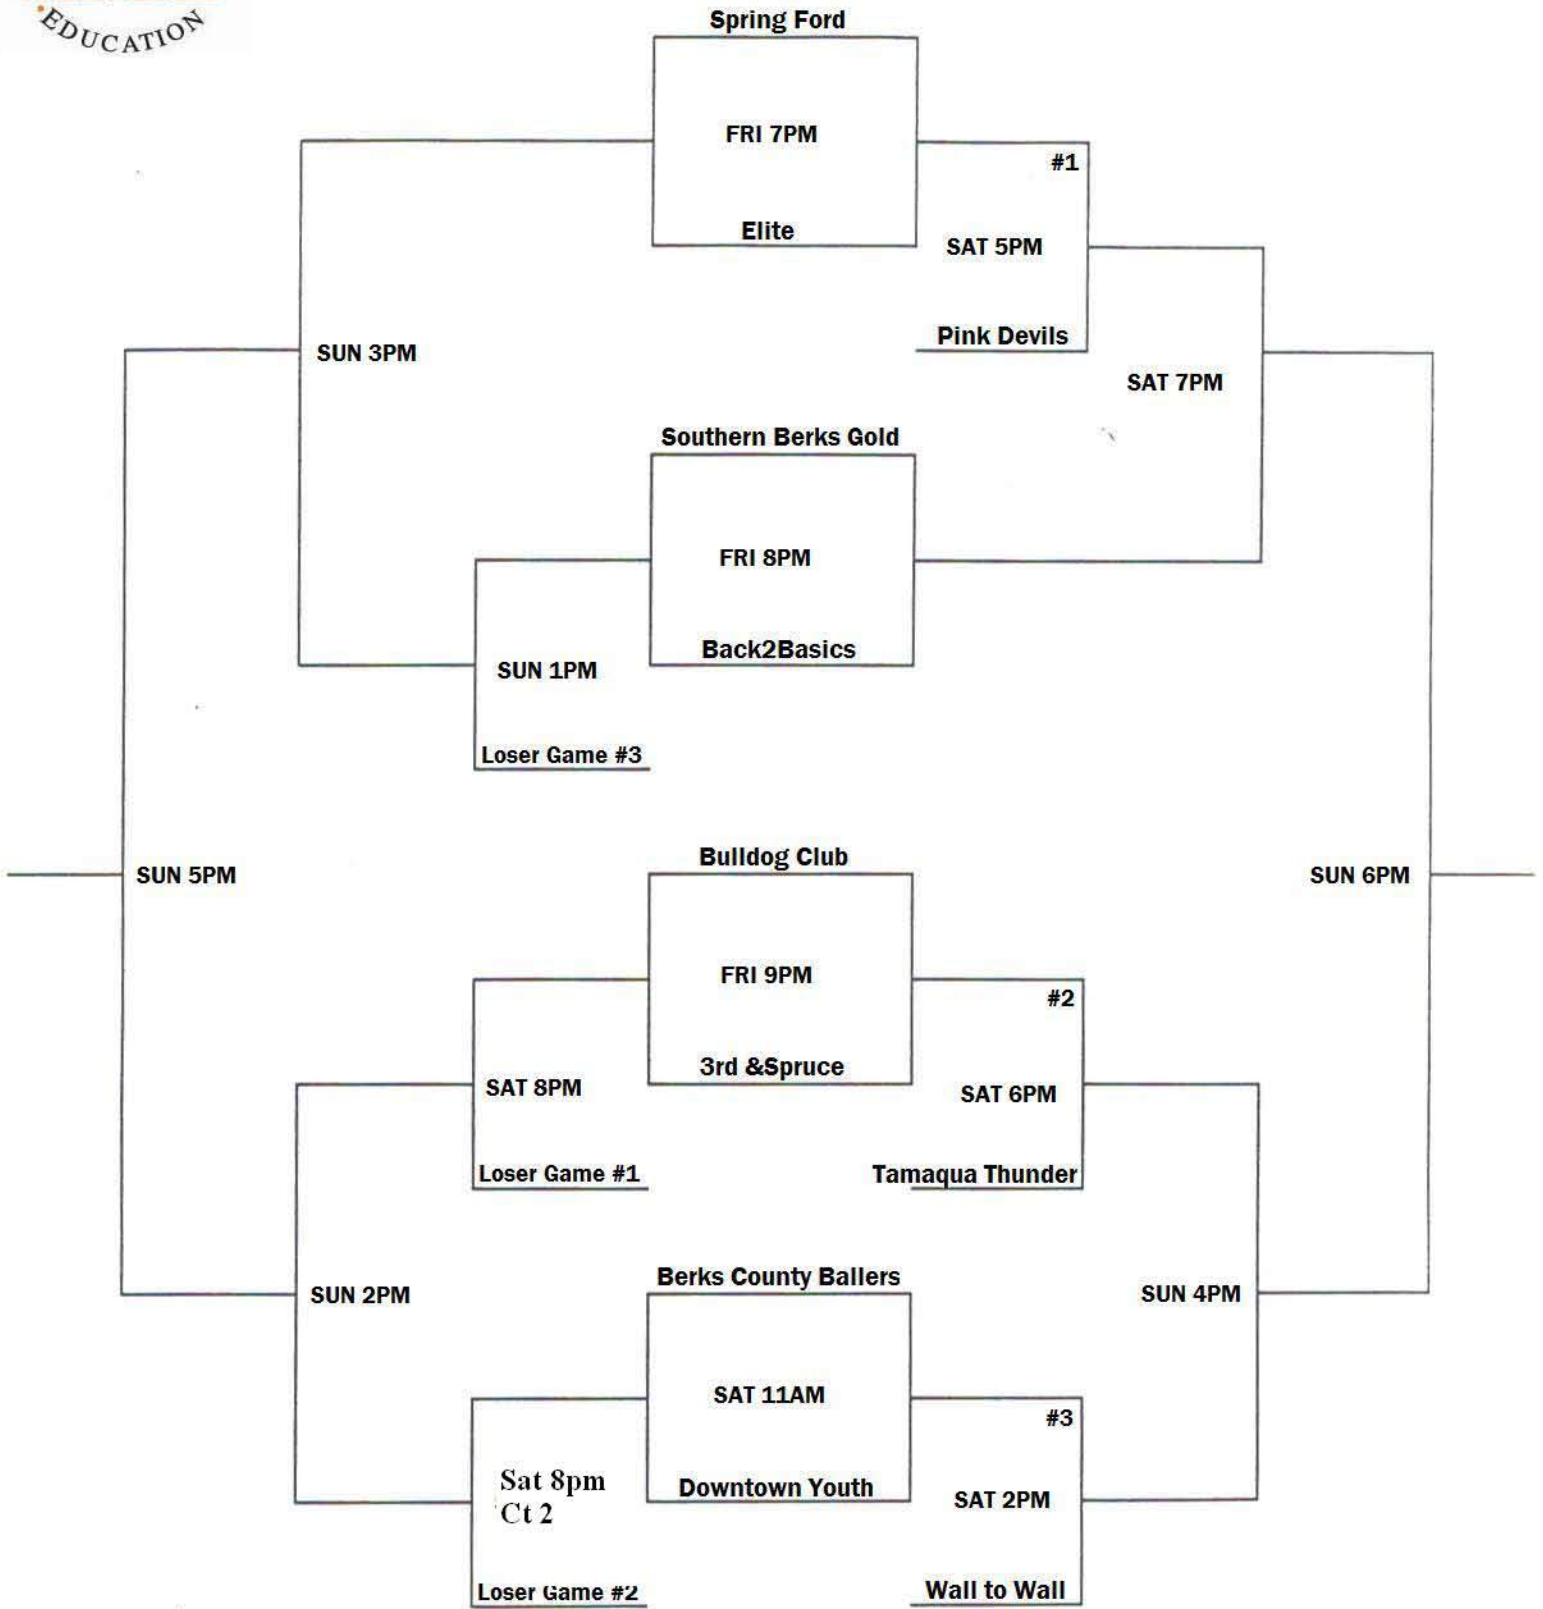 EDUCATION
Spring Ford
FRI 7PM
#1
Elite
SAT 5PM
Pink Devils
SUN 3PM
SAT 7PM
Southern Berks Gold
FRI 8PM
Back2Basics
SUN 1PM
Loser Game #3
Bulldog Club
SUN 5PM
SUN 6PM
FRI 9PM
#2
3rd &Spruce
SAT 8PM
SAT 6PM
Loser Game #1
Tamaqua Thunder
Berks County Ballers
SUN 2PM
SUN 4PM
SAT 11AM
#3
Sat 8pm
Ct 2
Downtown Youth
SAT 2PM
Loser Game #2
Wall to Wall